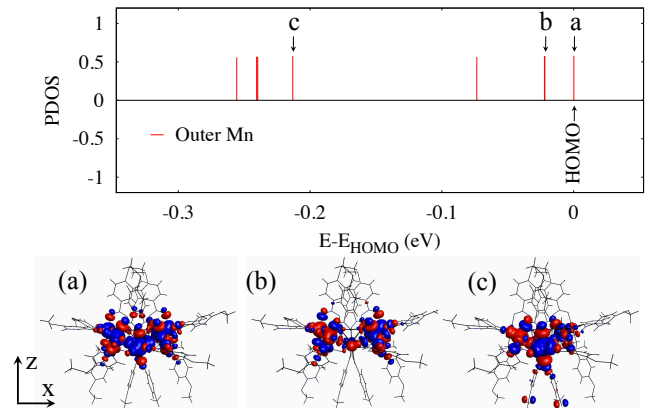 c b a
1
0.5
0
-0.5
-1
PDOS
Outer Mn
HOMO
-0.3 -0.2 -0.1 0
E-E_HOMO (eV)
(a) (b) (c)
Z
X